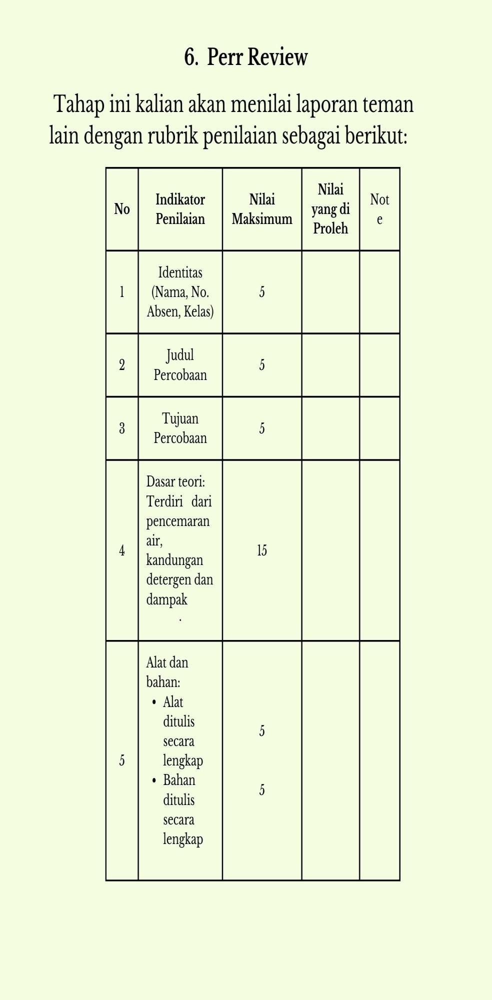 6. Perr Review
Tahap ini kalian akan menilai laporan teman
lain dengan rubrik penilaian sebagai berikut:
No
Indikator
Penilaian
Nilai
Maksimum
Nilai
yang di
Proleh
Not
e
1
Identitas
(Nama, No.
Absen, Kelas)
5
2
Judul
Percobaan
5
3
Tujuan
Percobaan
5
4
Dasar teori:
Terdiri dari
pencemaran
air,
kandungan
detergen dan
dampak
.
15
5
Alat dan
bahan:
• Alat
ditulis
secara
lengkap
• Bahan
ditulis
secara
lengkap
5
5